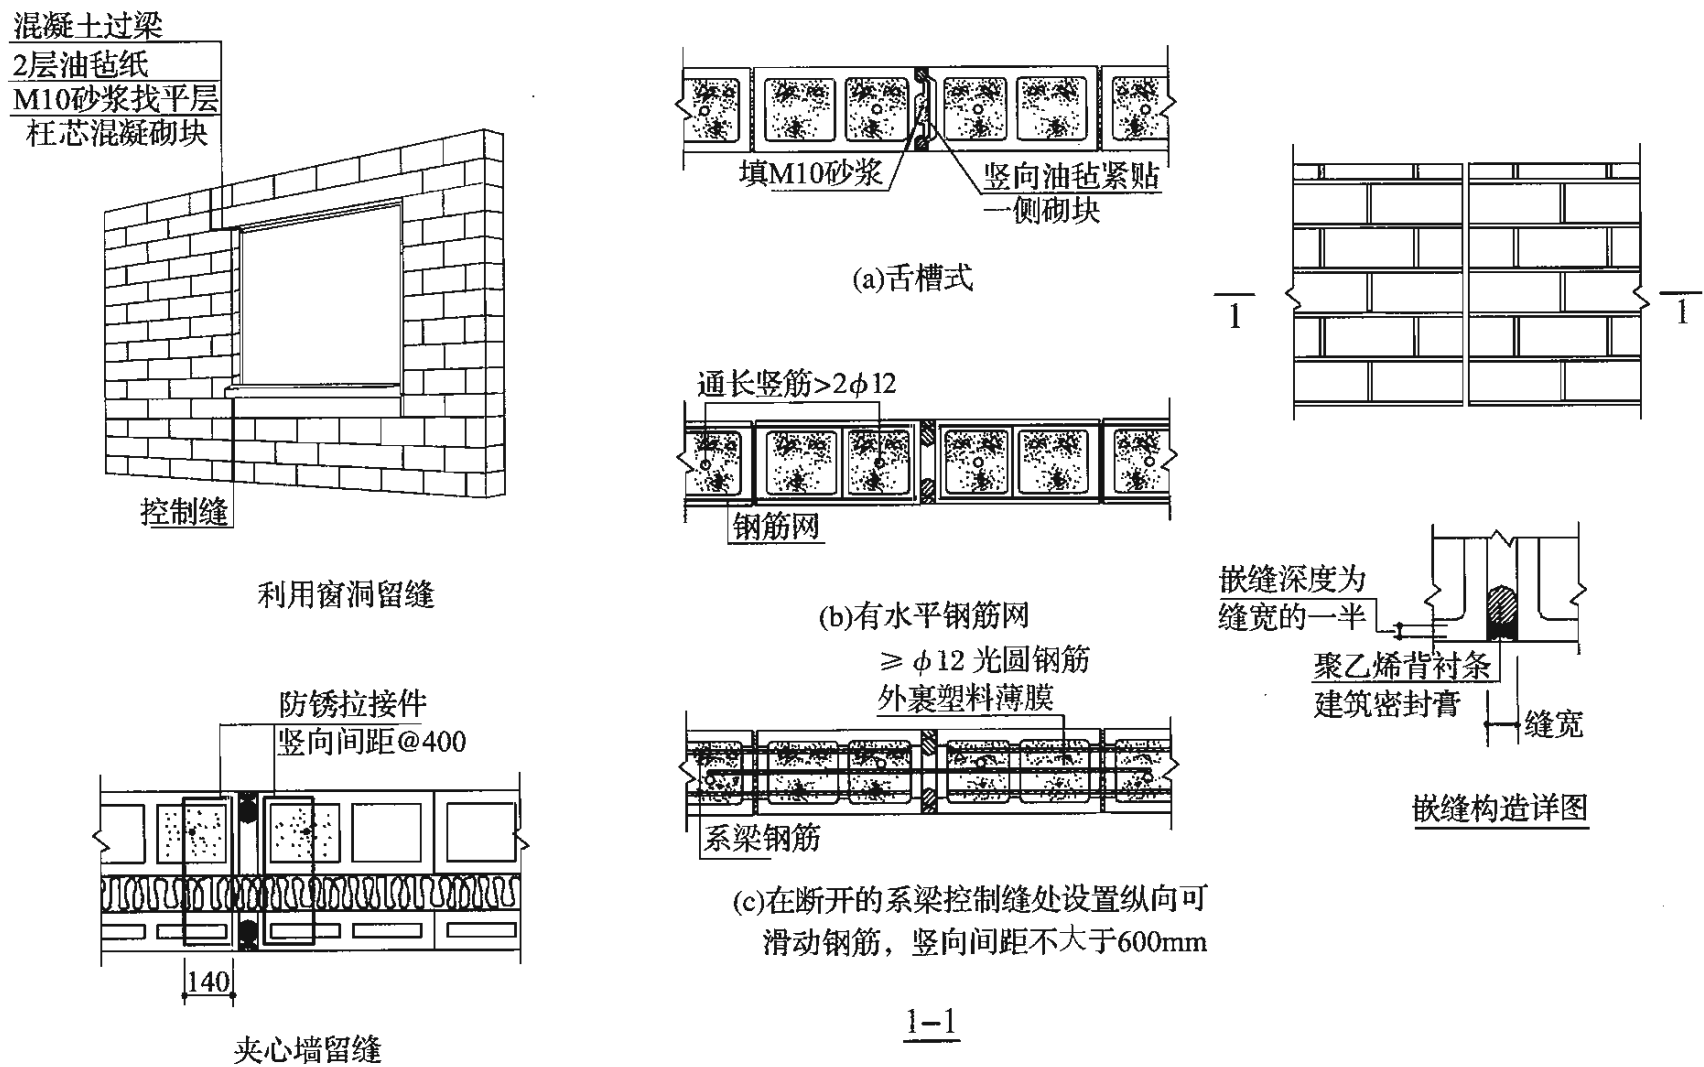 混凝土过梁
2层油毡纸
M10砂浆找平层
枉芯混凝砌块
控制缝
利用窗洞留缝
防锈拉接件
竖向间距@400
140
夹心墙留缝
填M10砂浆
竖向油毡紧贴
一侧砌块
(a)舌槽式
通长竖筋>2ϕ12
钢筋网
(b)有水平钢筋网
≥ϕ12光圆钢筋
外裹塑料薄膜
系梁钢筋
(c)在断开的系梁控制缝处设置纵向可
滑动钢筋，竖向间距不大于600mm
1-1
1
1
嵌缝深度为
缝宽的一半
聚乙烯背衬条
建筑密封膏
缝宽
嵌缝构造详图